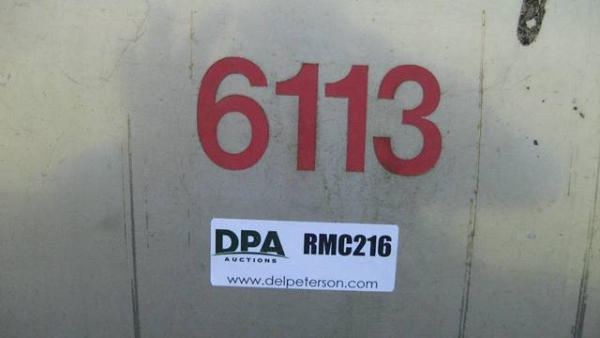 6113
DPA RMC216
AUCTIONS
www.delpeterson.com